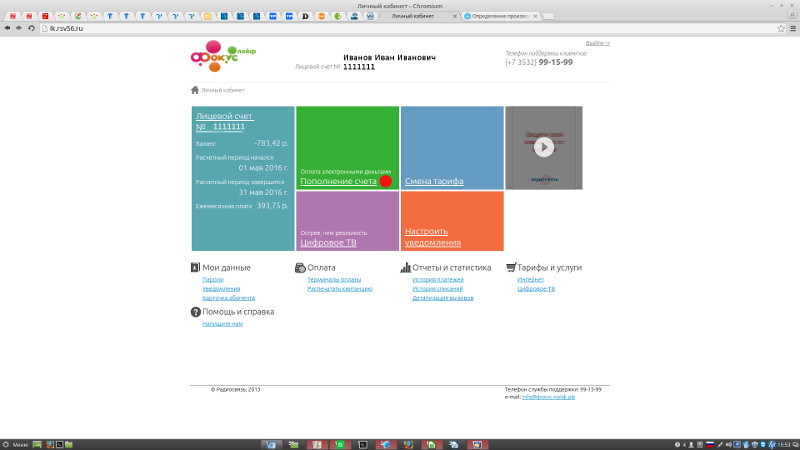 Личный кабинет - Chromium
Личный кабинет
Определение произво
lk.rsv56.ru
Фокус лайф
Иванов Иван Иванович
Лицевой счет № 1111111
Выйти
Телефон поддержки клиентов
(+7 3532) 99-15-99
Личный кабинет
Лицевой счет
№ 1111111
Баланс -783,42 р.
Расчетный период начался
01 мая 2016 г.
Расчетный период завершится
31 мая 2016 г.
Ежемесячная плата 393,75 р.
Оплата электронными деньгами
Пополнение счета
Смена тарифа
Острее, чем реальность.
Цифровое ТВ
Настроить
уведомления
Мои данные
Пароли
Уведомления
Карточка абонента
Оплата
Терминалы оплаты
Распечатать квитанцию
Отчеты и статистика
История платежей
История списаний
Детализация вызовов
Тарифы и услуги
Интернет
Цифровое ТВ
Помощь и справка
Напишите нам
© Радиосвязь, 2013
Телефон службы поддержки: 99-15-99
e-mail: info@фокус-лайф.рф
Меню
4
15:53